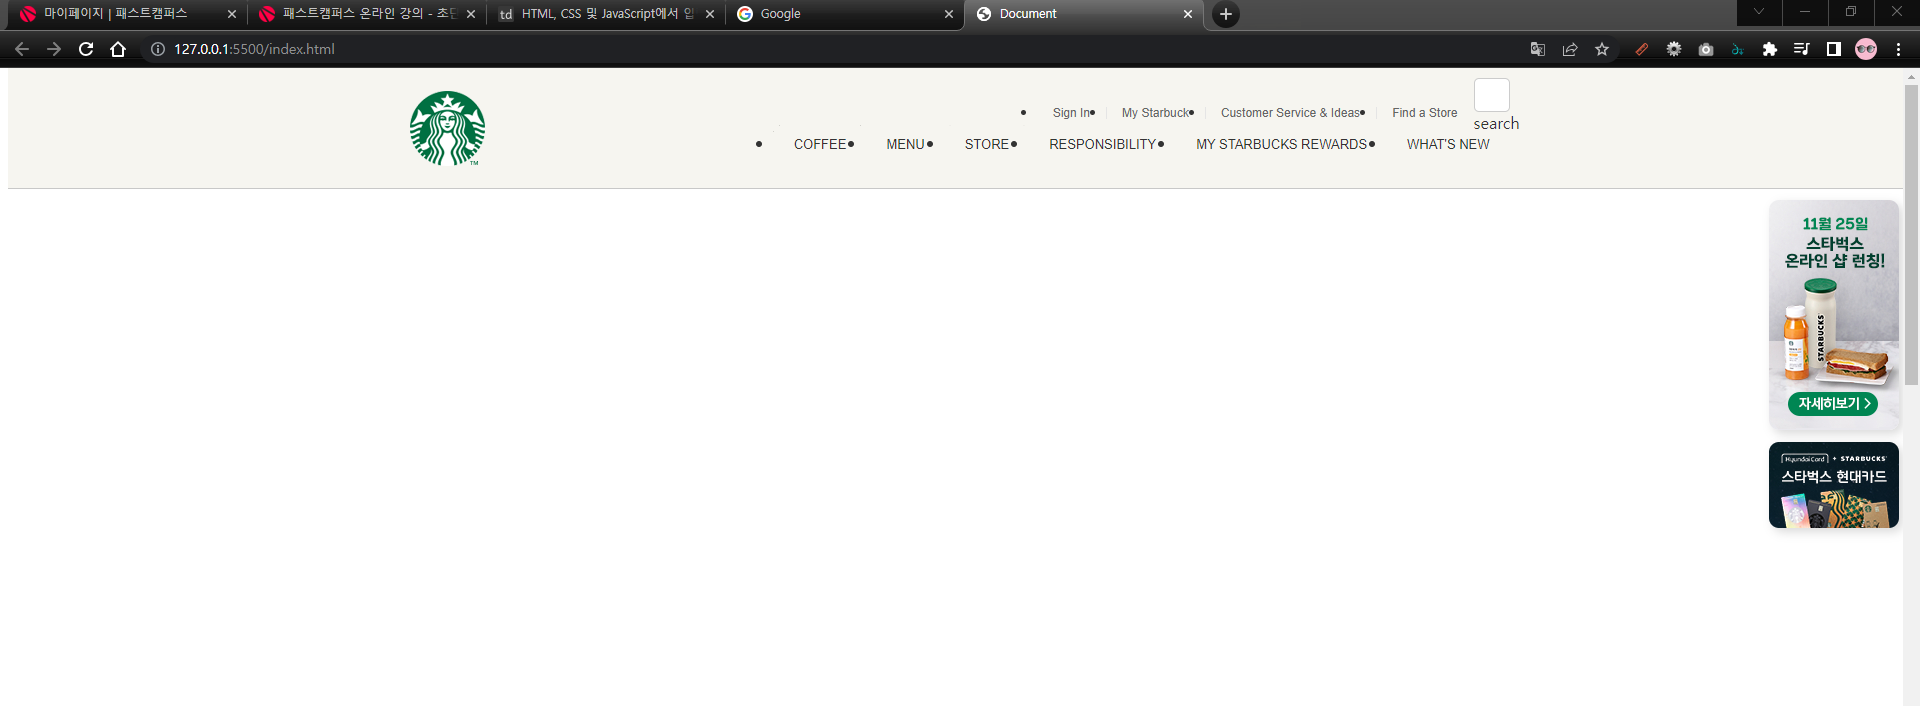 마이페이지 | 패스트캠퍼스
패스트캠퍼스 온라인 강의 - 초
td HTML, CSS 및 JavaScript에서 입
Google
Document
127.0.0.1:5500/index.html
Sign In
My Starbuck
Customer Service & Ideas
Find a Store
search
COFFEE
MENU
STORE
RESPONSIBILITY
MY STARBUCKS REWARDS
WHAT'S NEW
TM
11월 25일
스타벅스
온라인 샵 런칭!
STARBUCKS
자세히보기
HyundaiCard + STARBUCKS
스타벅스 현대카드